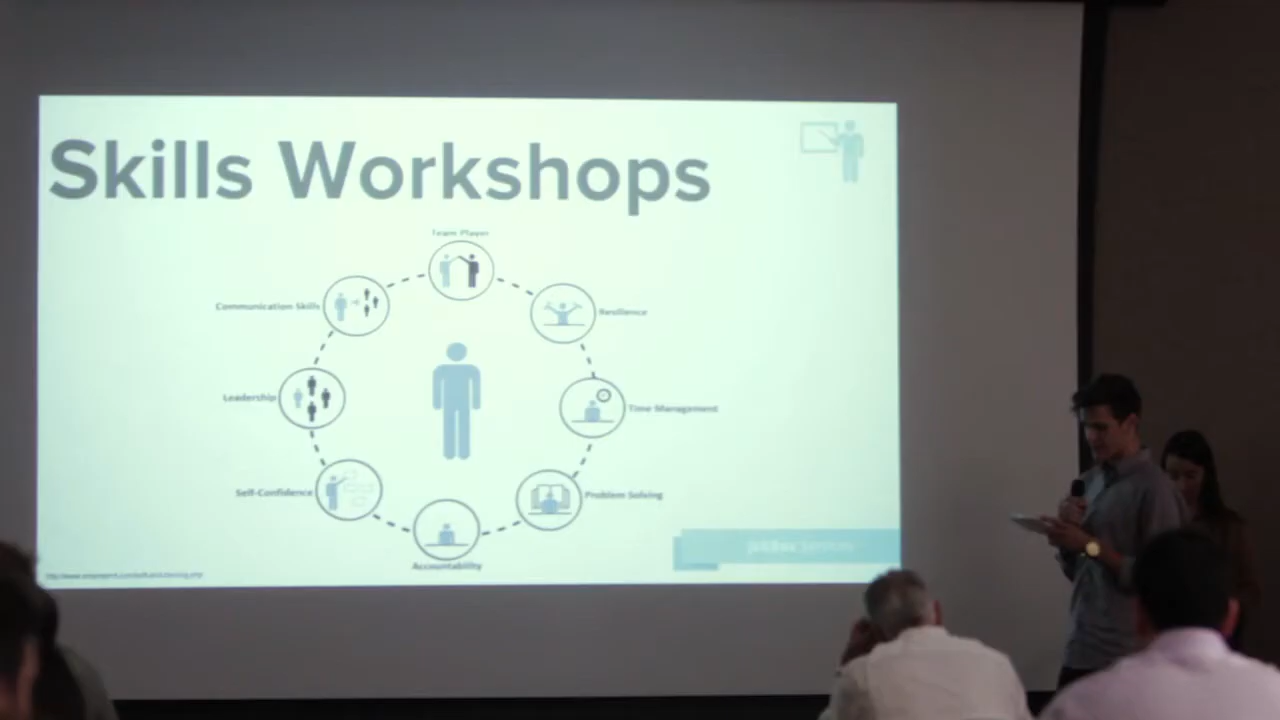 Skills Workshops
Team Player
Communication Skills
Resilience
Leadership
Time Management
Self-Confidence
Problem Solving
Accountability